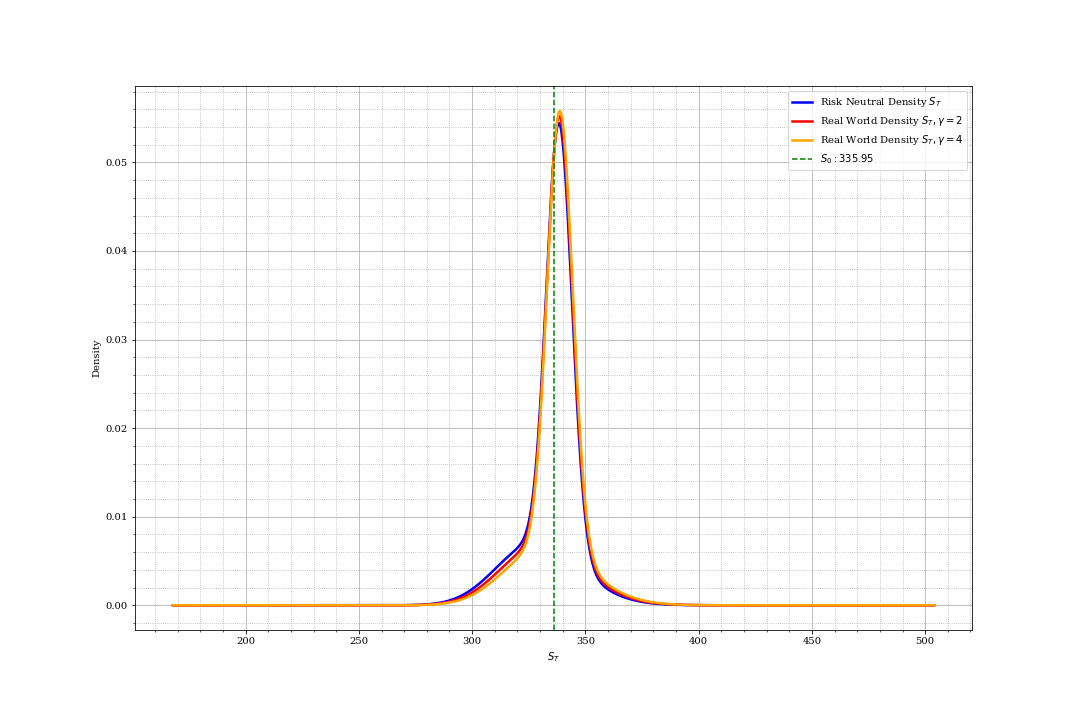 Risk Neutral Density S_T
Real World Density S_T, γ = 2
Real World Density S_T, γ = 4
S_0 : 335.95
Density
0.05
0.04
0.03
0.02
0.01
0.00
200 250 300 350 400 450 500
S_T